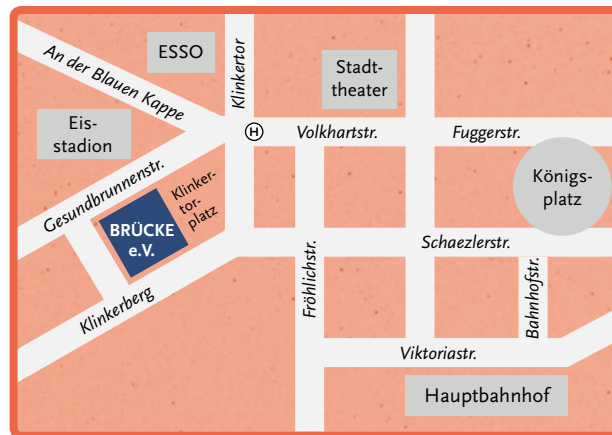 ESSO
Klinkertor
Stadt-
theater
An der Blauen Kappe
Eis-
stadion
H
Volkhartstr.
Fuggerstr.
Gesundbrunnenstr.
Klinker-
tor-
platz
Königs-
platz
BRÜCKE
e.V.
Schaezlerstr.
Klinkerberg
Fröhlichstr.
Bahnhofstr.
Viktoriastr.
Hauptbahnhof